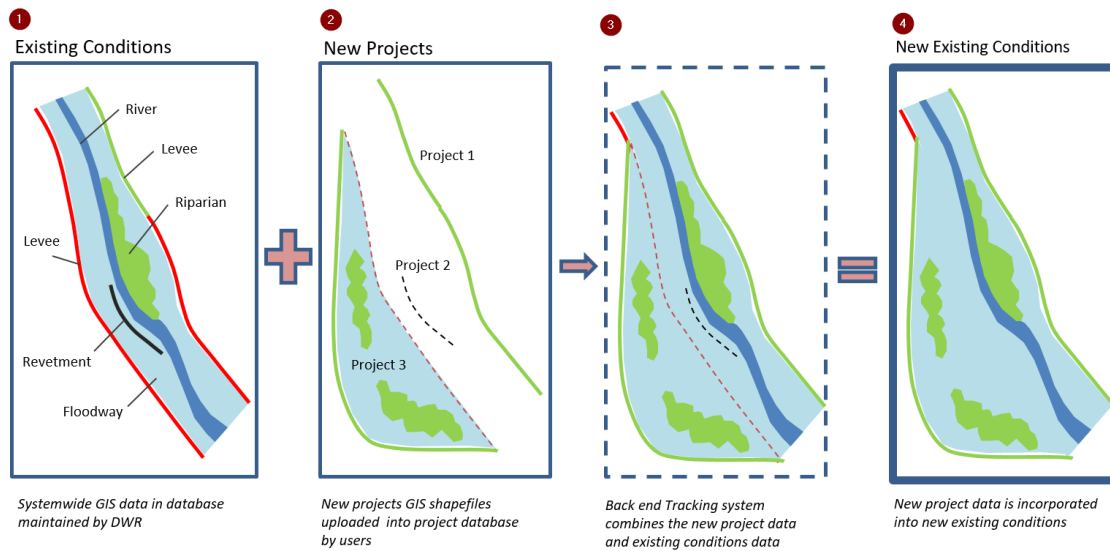 1
Existing Conditions
River
Levee
Riparian
Levee
Revetment
Floodway
Systemwide GIS data in database
maintained by DWR
2
New Projects
Project 1
Project 2
Project 3
New projects GIS shapefiles
uploaded into project database
by users
3
Back end Tracking system
combines the new project data
and existing conditions data
4
New Existing Conditions
New project data is incorporated
into new existing conditions